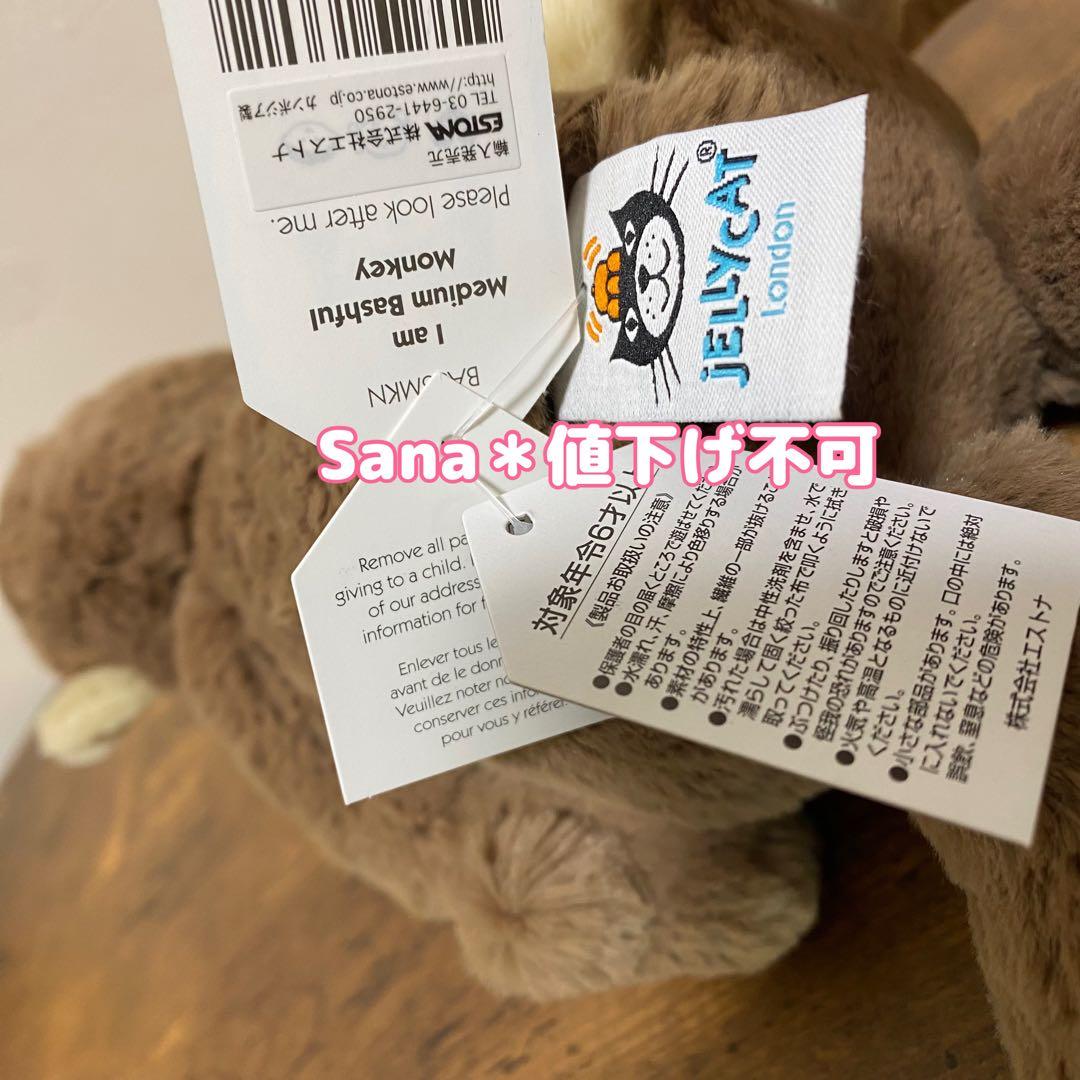 BA
SMKN
I am
Medium Bashful
Monkey
Please look after me.
輸入発売元
ESTONA 株式会社エストナ
TEL 03-6441-2950
http://www.estona.co.jp カンボジア製
JELLYCAT®
London
Sana＊値下げ不可
Remove all pa
giving to a child.
of our address
information for
Enlever tous le
avant de le donn
Veuillez noter no
conserver ces info
pour vous y référer.
対象年令6才以上
《製品お取扱いの注意》
●保護者の目の届くところで遊ばせてくだ
●水濡れ、汗、摩擦により色移りする場合が
あります。
●素材の特性上、繊維の一部が抜けるこ
があります。
●汚れた場合は中性洗剤を含ませ、水で
濡らして固く絞った布で叩くように拭き
取ってください。
●ぶつけたり、振り回したりしますと破損や
怪我の恐れがありますのでご注意ください。
●火気や高温となるものに近付けないで
ください。
●小さな部品があります。口の中には絶対
に入れないでください。
誤飲、窒息などの危険があります。
株式会社エストナ